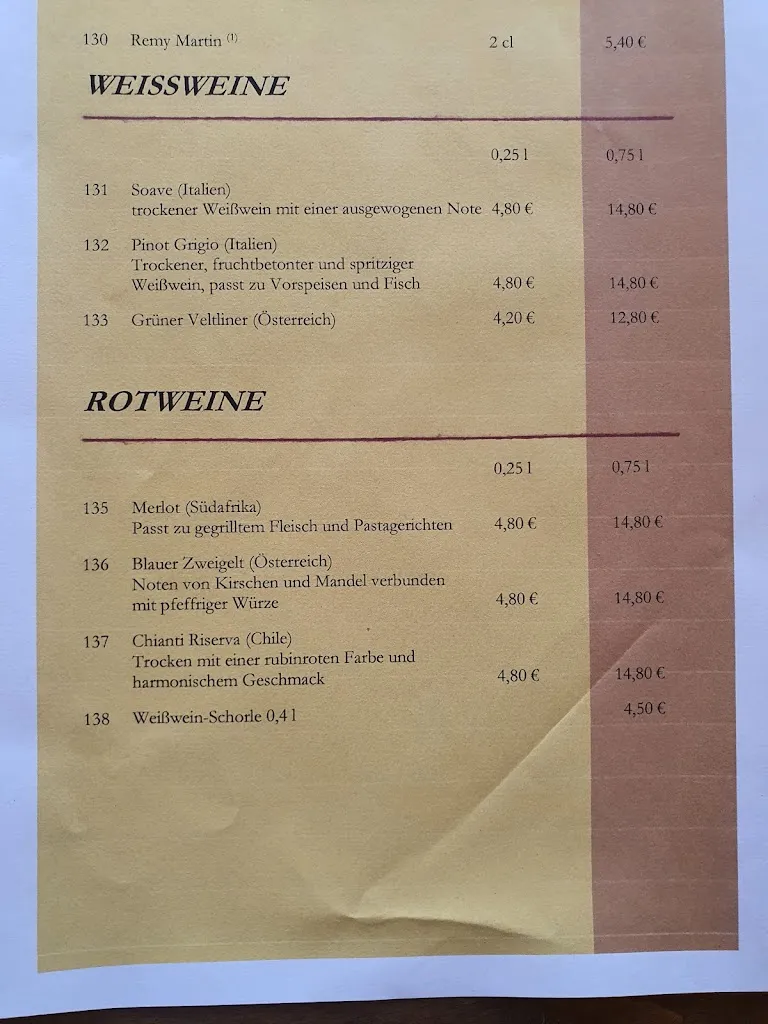 130 Remy Martin (1) 2 cl 5,40 €
WEISSWEINE
0,25 l 0,75 l
131 Soave (Italien)
trockener Weißwein mit einer ausgewogenen Note 4,80 € 14,80 €
132 Pinot Grigio (Italien)
Trockener, fruchtbetonter und spritziger
Weißwein, passt zu Vorspeisen und Fisch 4,80 € 14,80 €
133 Grüner Veltliner (Österreich) 4,20 € 12,80 €
ROTWEINE
0,25 l 0,75 l
135 Merlot (Südafrika)
Passt zu gegrilltem Fleisch und Pastagerichten 4,80 € 14,80 €
136 Blauer Zweigelt (Österreich)
Noten von Kirschen und Mandel verbunden
mit pfeffriger Würze 4,80 € 14,80 €
137 Chianti Riserva (Chile)
Trocken mit einer rubinroten Farbe und
harmonischem Geschmack 4,80 € 14,80 €
138 Weißwein-Schorle 0,4 l 4,50 €